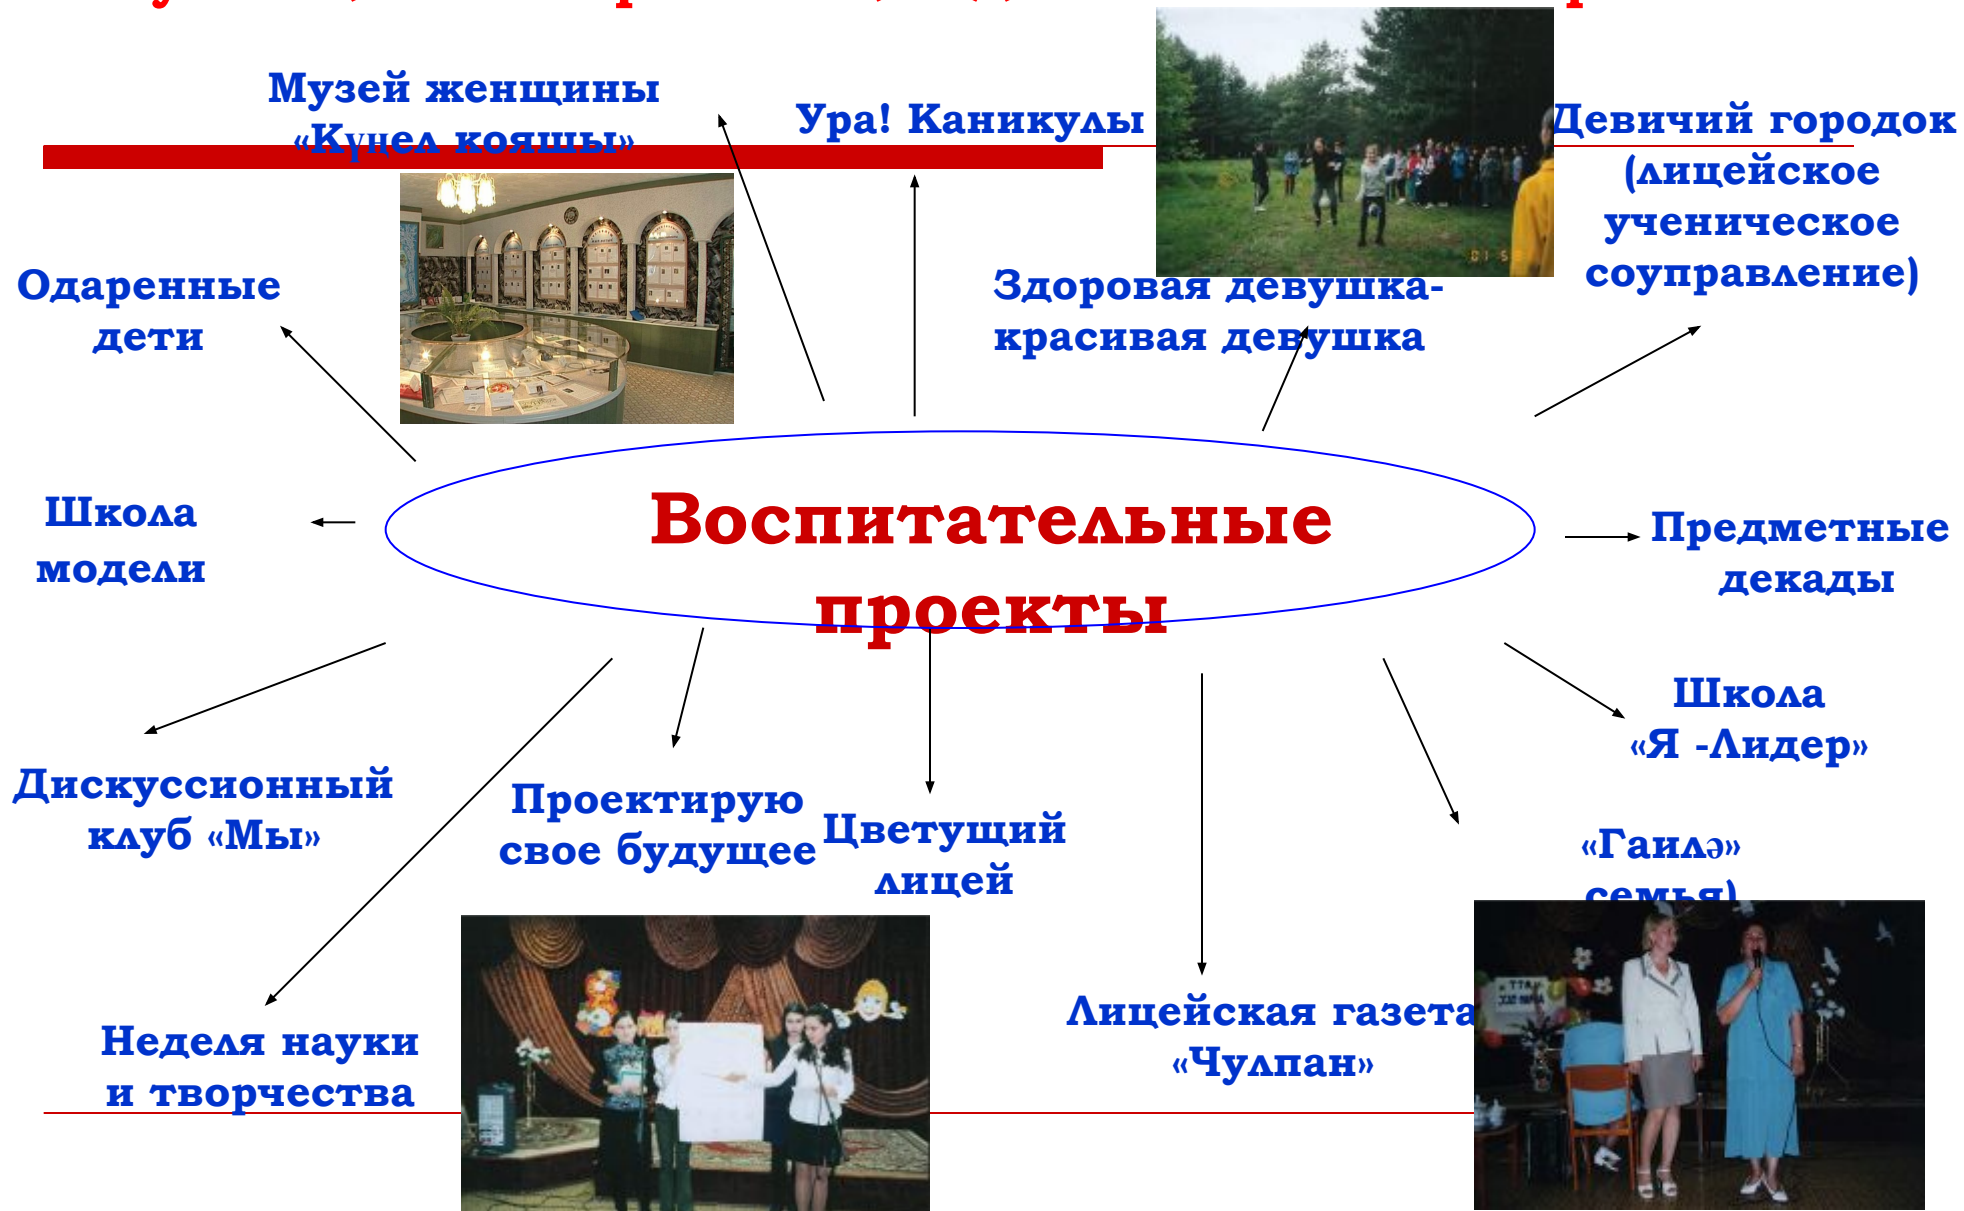 Музей женщины
«Күңел кояшы»
Ура! Каникулы
Девичий городок
(лицейское
ученическое
соуправление)
Одаренные
дети
Здоровая девушка-
красивая девушка
Школа
модели
Воспитательные
проекты
Предметные
декады
Школа
«Я -Лидер»
Дискуссионный
клуб «Мы»
Проектирую
свое будущее
Цветущий
лицей
«Гаилә»
семья)
Неделя науки
и творчества
Лицейская газета
«Чулпан»